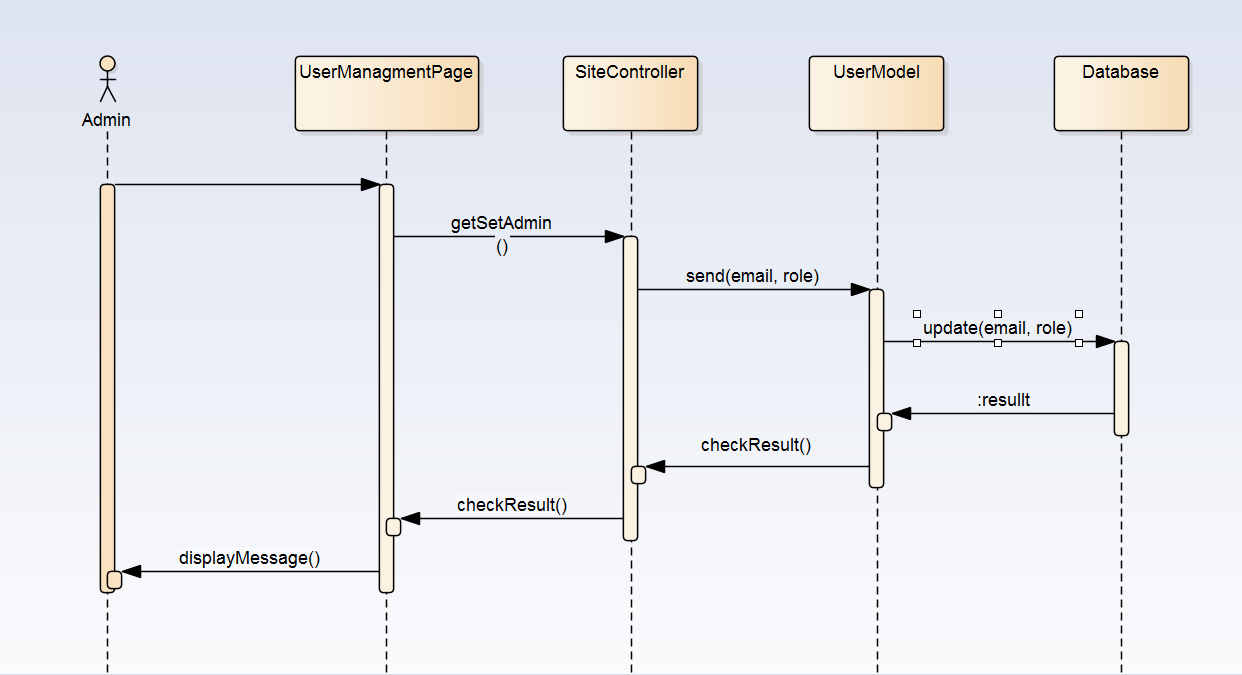 Admin
UserManagmentPage
SiteController
UserModel
Database
getSetAdmin
()
send(email, role)
update(email, role)
:resullt
checkResult()
checkResult()
displayMessage()